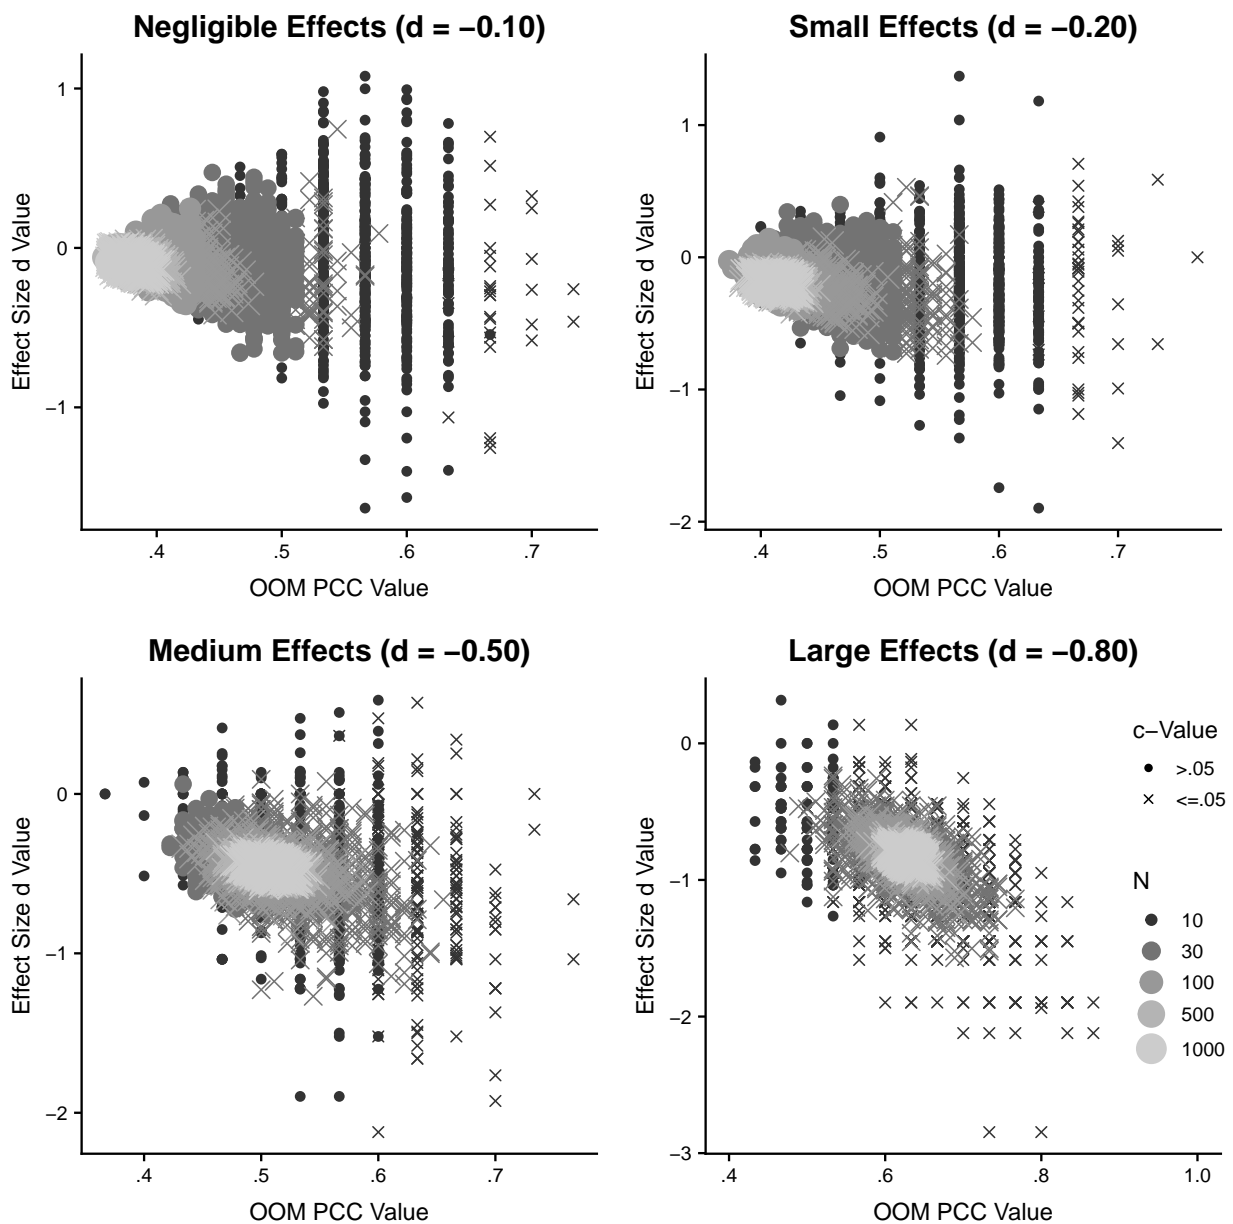 Negligible Effects (d = −0.10)
Effect Size d Value
1
0
−1
.4 .5 .6 .7
OOM PCC Value
Small Effects (d = −0.20)
Effect Size d Value
1
0
−1
−2
.4 .5 .6 .7
OOM PCC Value
Medium Effects (d = −0.50)
Effect Size d Value
0
−1
−2
.4 .5 .6 .7
OOM PCC Value
Large Effects (d = −0.80)
Effect Size d Value
0
−1
−2
−3
.4 .6 .8 1.0
OOM PCC Value
c−Value
>.05
<=.05
N
10
30
100
500
1000